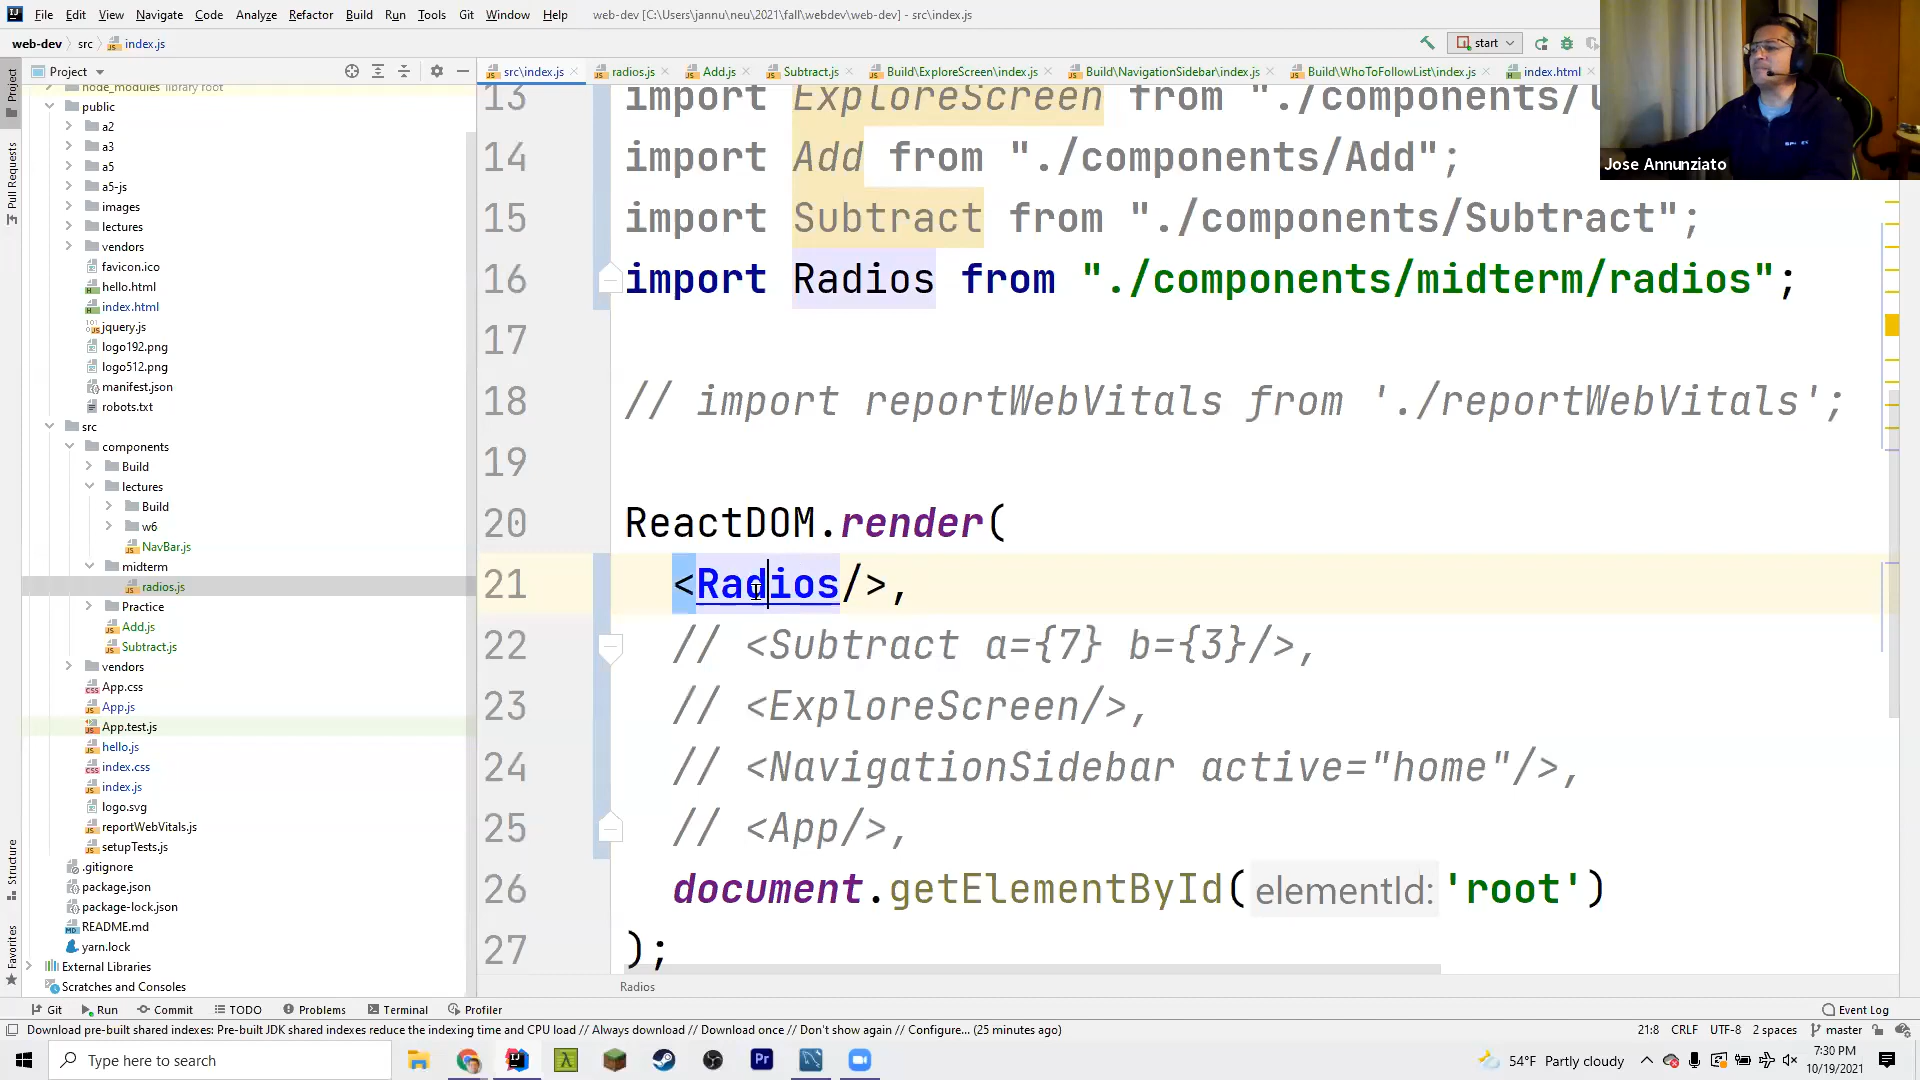 File Edit View Navigate Code Analyze Refactor Build Run Tools Git Window Help web-dev [C:\Users\jannu\neu\2021\fall\webdev\web-dev] - src\index.js
web-dev src index.js start
Project
Pull Requests
Structure
Favorites
Project
src\index.js radios.js Add.js Subtract.js Build\ExploreScreen\index.js Build\NavigationSidebar\index.js Build\WhoToFollowList\index.js index.html
node_modules library root
public
a2
a3
a5
a5-js
images
lectures
vendors
favicon.ico
hello.html
index.html
jquery.js
logo192.png
logo512.png
manifest.json
robots.txt
src
components
Build
lectures
Build
w6
NavBar.js
midterm
radios.js
Practice
Add.js
Subtract.js
vendors
App.css
App.js
App.test.js
hello.js
index.css
index.js
logo.svg
reportWebVitals.js
setupTests.js
.gitignore
package.json
package-lock.json
README.md
yarn.lock
External Libraries
Scratches and Consoles
13 import ExploreScreen from "./components/
14 import Add from "./components/Add";
15 import Subtract from "./components/Subtract";
16 import Radios from "./components/midterm/radios";
17
18 // import reportWebVitals from './reportWebVitals';
19
20 ReactDOM.render(
21 <Radios/>,
22 // <Subtract a={7} b={3}/>,
23 // <ExploreScreen/>,
24 // <NavigationSidebar active="home"/>,
25 // <App/>,
26 document.getElementById( elementId: 'root')
27 );
Radios
Jose Annunziato
Git Run Commit TODO Problems Terminal Profiler Event Log
Download pre-built shared indexes: Pre-built JDK shared indexes reduce the indexing time and CPU load // Always download // Download once // Don't show again // Configure... (25 minutes ago) 21:8 CRLF UTF-8 2 spaces master
Type here to search 54°F Partly cloudy 7:30 PM
10/19/2021